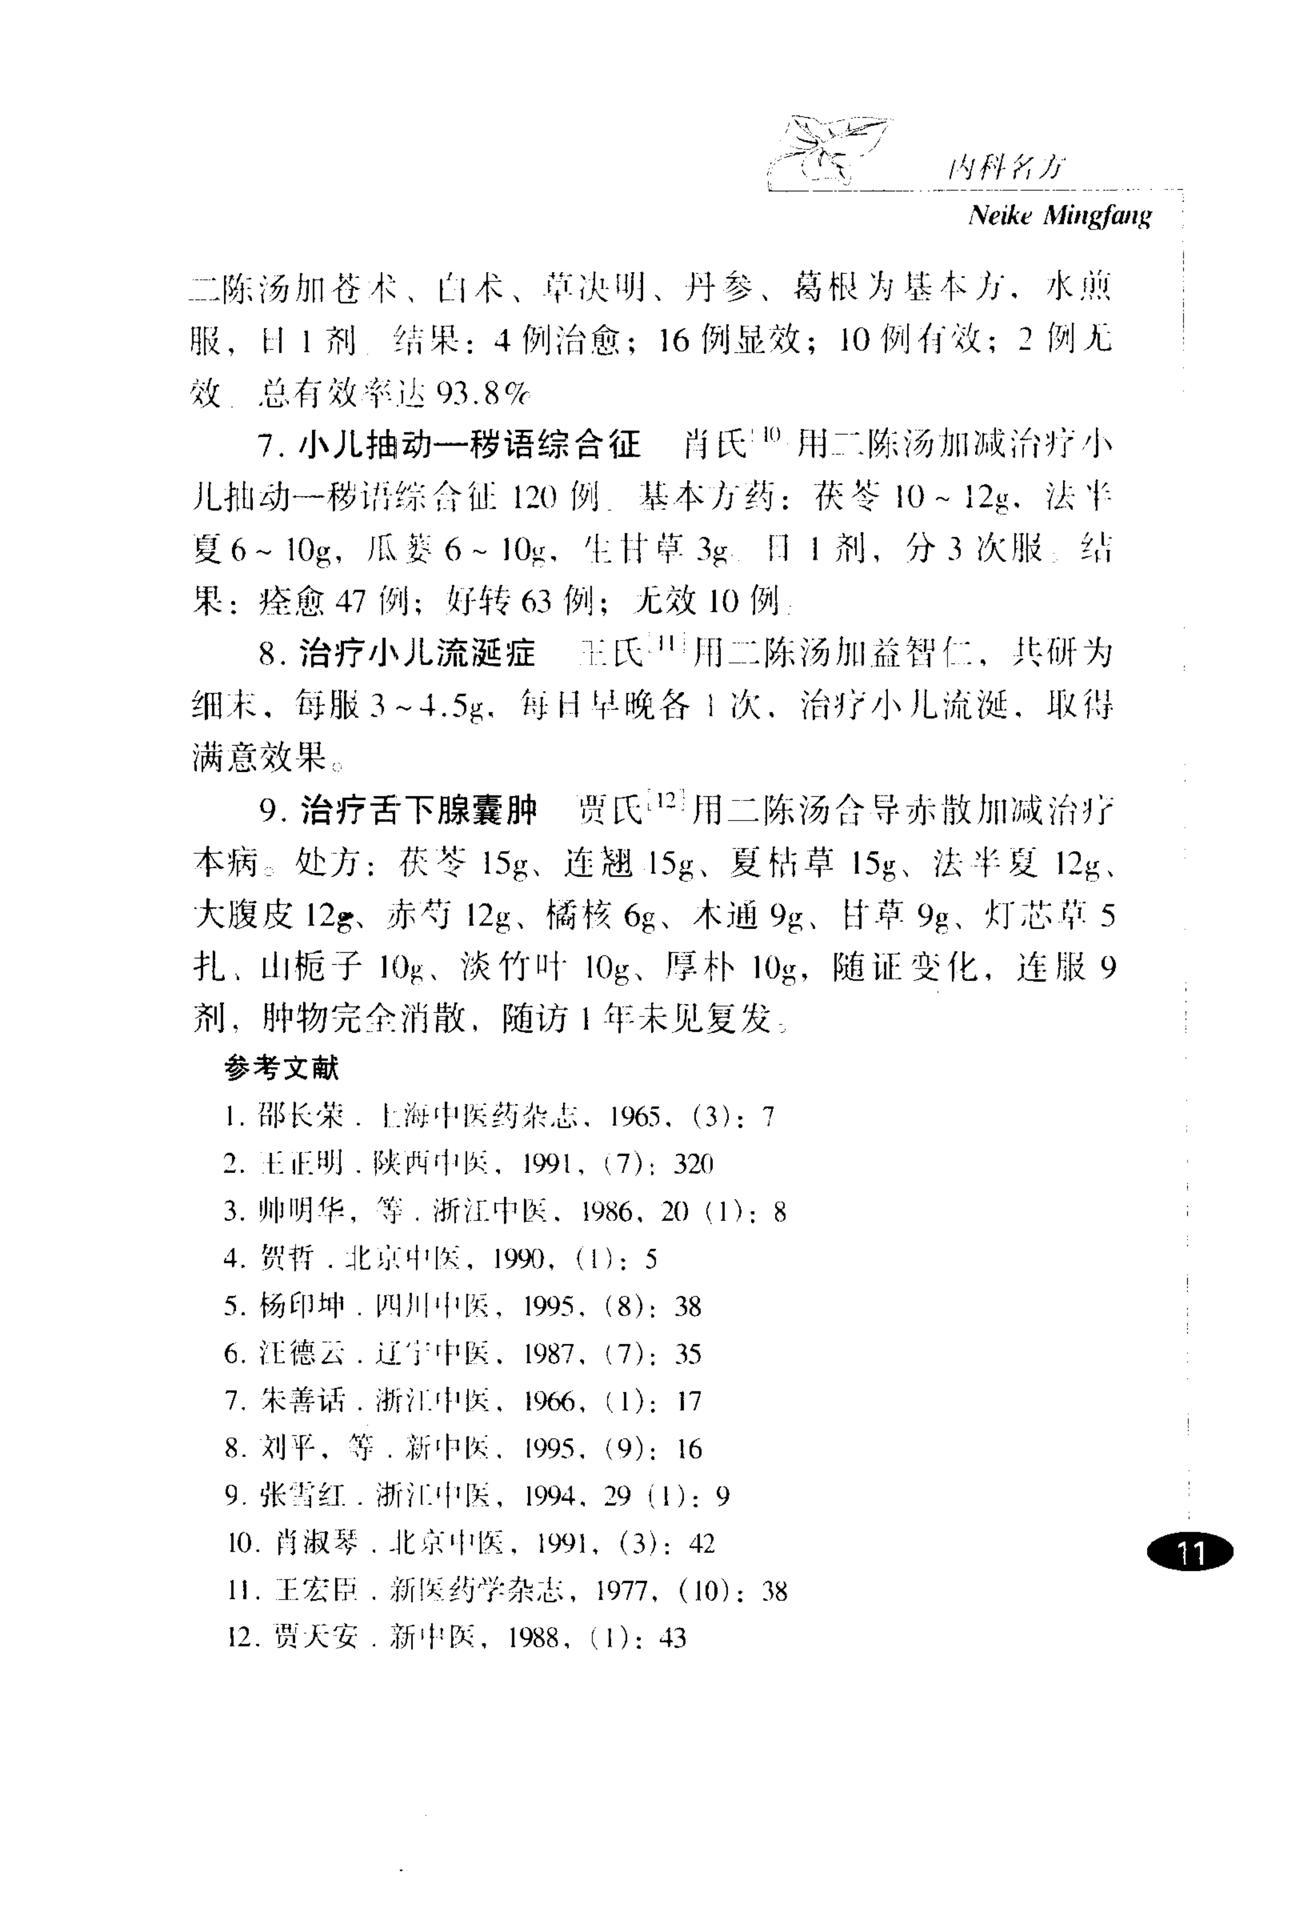 内科名方
Neike Mingfang
二陈汤加苍术、白术、草决明、丹参、葛根为基本方，水煎
服，日1剂 结果：4例治愈；16例显效；10例有效；2例无
效 总有效率达93.8%
7. 小儿抽动—秽语综合征 肖氏[10]用二陈汤加减治疗小
儿抽动—秽语综合征120例。基本方药：茯苓10～12g，法半
夏6～10g，瓜蒌6～10g，生甘草3g 日1剂，分3次服。结
果：痊愈47例；好转63例；无效10例。
8. 治疗小儿流涎症 王氏[11]用二陈汤加益智仁，共研为
细末，每服3～4.5g，每日早晚各1次，治疗小儿流涎，取得
满意效果。
9. 治疗舌下腺囊肿 贾氏[12]用二陈汤合导赤散加减治疗
本病。处方：茯苓15g、连翘15g、夏枯草15g、法半夏12g、
大腹皮12g、赤芍12g、橘核6g、木通9g、甘草9g、灯芯草5
扎、山栀子10g、淡竹叶10g、厚朴10g，随证变化，连服9
剂，肿物完全消散，随访1年未见复发。
参考文献
1. 邵长荣．上海中医药杂志，1965，（3）：7
2. 王正明．陕西中医，1991，（7）：320
3. 帅明华，等．浙江中医，1986，20（1）：8
4. 贺哲．北京中医，1990，（1）：5
5. 杨印坤．四川中医，1995，（8）：38
6. 汪德云．辽宁中医，1987，（7）：35
7. 朱善话．浙江中医，1966，（1）：17
8. 刘平，等．新中医，1995，（9）：16
9. 张雪红．浙江中医，1994，29（1）：9
10. 肖淑琴．北京中医，1991，（3）：42
11. 王宏臣．新医药学杂志，1977，（10）：38
12. 贾天安．新中医，1988，（1）：43
11